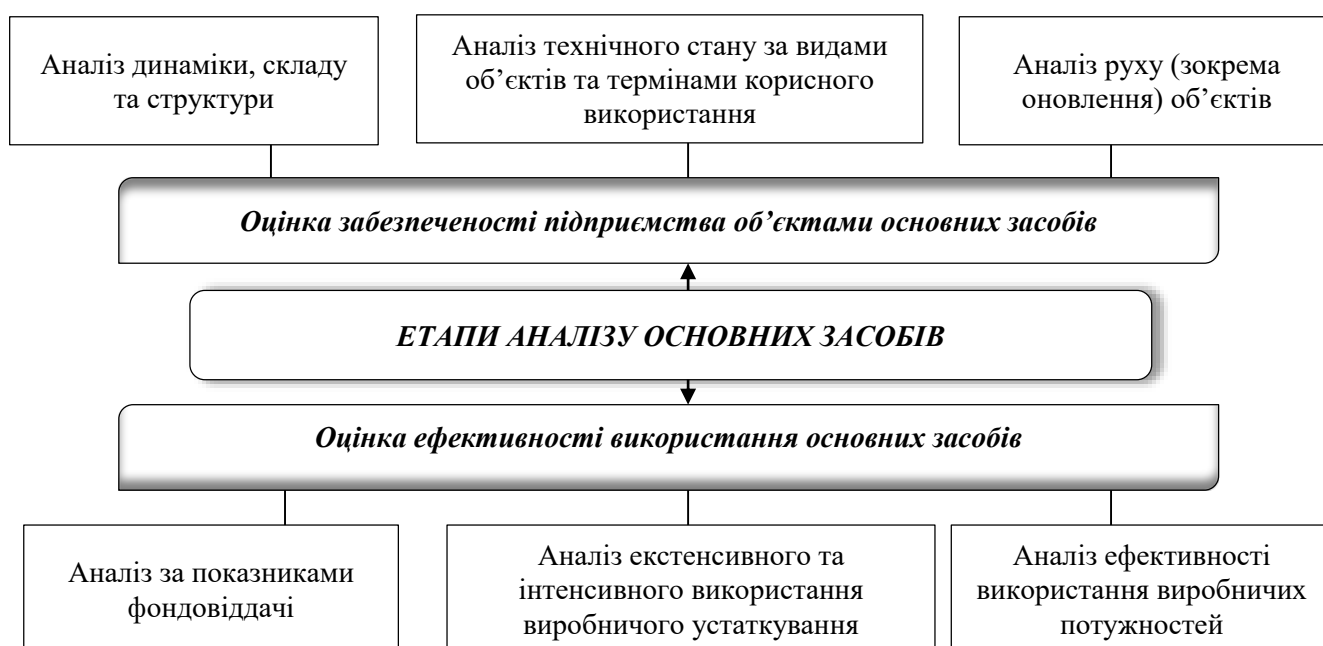 Аналіз динаміки, складу
та структури
Аналіз технічного стану за видами
об’єктів та термінами корисного
використання
Аналіз руху (зокрема
оновлення) об’єктів
Оцінка забезпеченості підприємства об’єктами основних засобів
ЕТАПИ АНАЛІЗУ ОСНОВНИХ ЗАСОБІВ
Оцінка ефективності використання основних засобів
Аналіз за показниками
фондовіддачі
Аналіз екстенсивного та
інтенсивного використання
виробничого устаткування
Аналіз ефективності
використання виробничих
потужностей